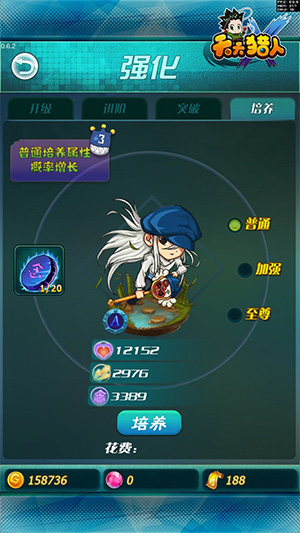 0.6.2
强化
天天猎人
升级
进阶
突破
培养
3
普通培养属性
概率增长
普通
1/20
加强
至尊
A
12152
2976
3389
培养
花费：
158736
0
188